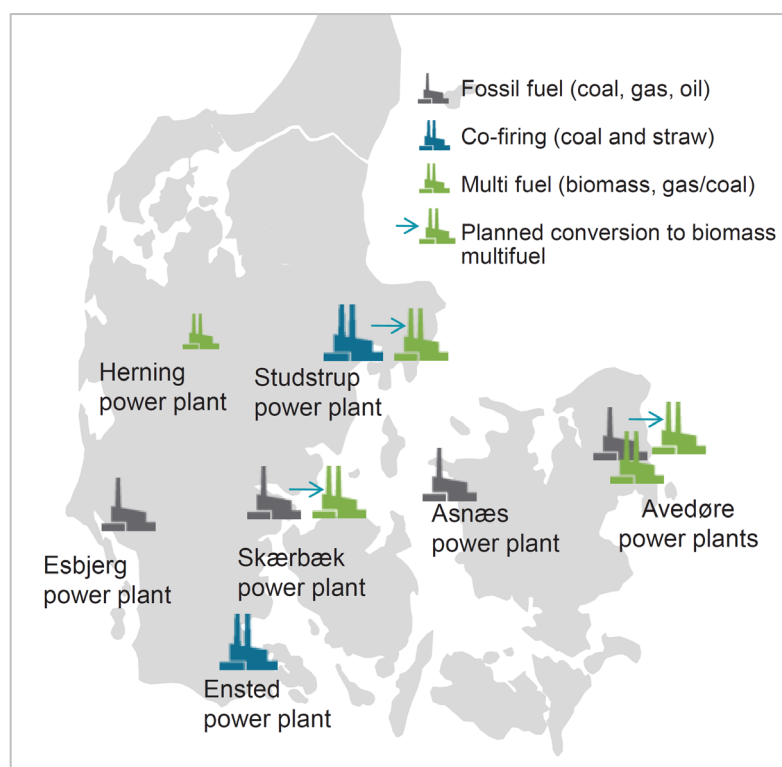 Fossil fuel (coal, gas, oil)
Co-firing (coal and straw)
Multi fuel (biomass, gas/coal)
Planned conversion to biomass
multifuel
Herning
power plant
Studstrup
power plant
Esbjerg
power plant
Skærbæk
power plant
Asnæs
power plant
Avedøre
power plants
Ensted
power plant